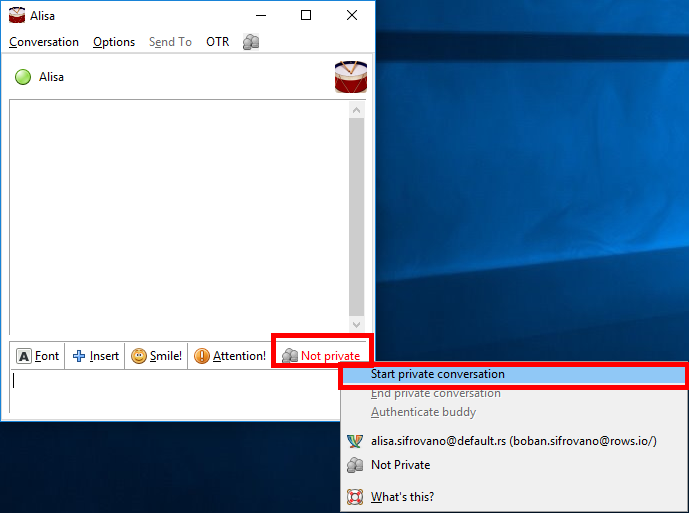 Alisa
Conversation Options Send To OTR
Alisa
A Font Insert Smile! Attention! Not private
Start private conversation
End private conversation
Authenticate buddy
alisa.sifrovano@default.rs (boban.sifrovano@rows.io/)
Not Private
What's this?